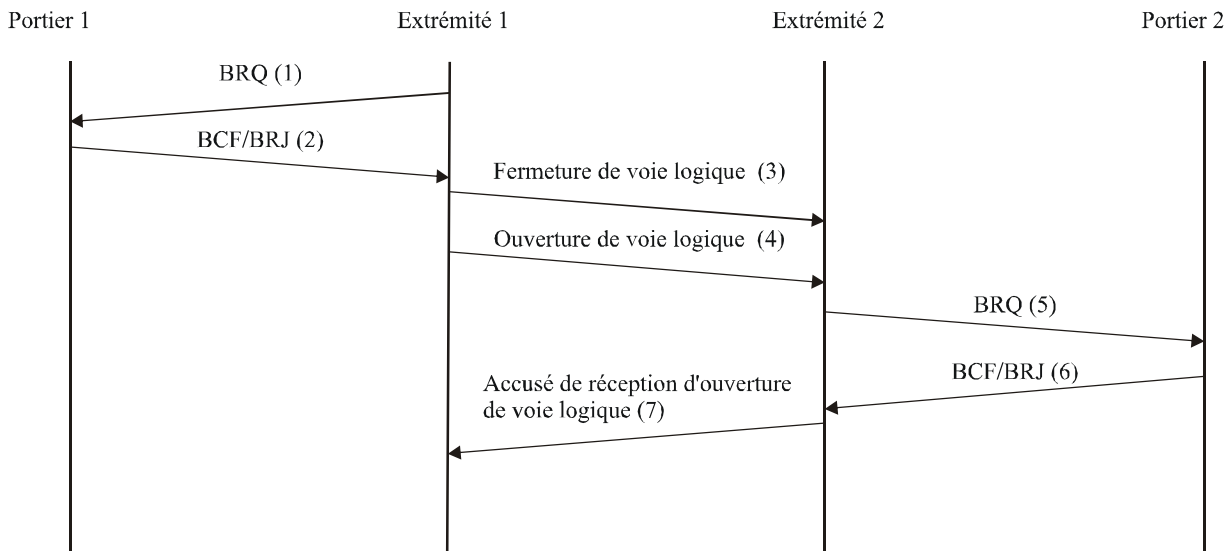 Portier 1
Extrémité 1
Extrémité 2
Portier 2
BRQ (1)
BCF/BRJ (2)
Fermeture de voie logique (3)
Ouverture de voie logique (4)
BRQ (5)
BCF/BRJ (6)
Accusé de réception d'ouverture
de voie logique (7)